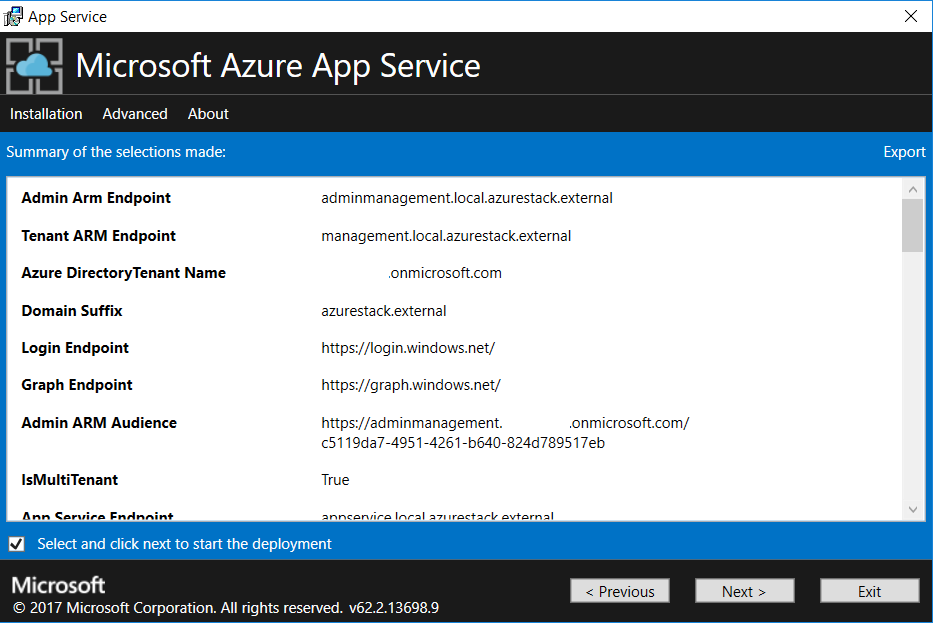 App Service
Microsoft Azure App Service
Installation Advanced About
Summary of the selections made: Export
Admin Arm Endpoint adminmanagement.local.azurestack.external
Tenant ARM Endpoint management.local.azurestack.external
Azure DirectoryTenant Name .onmicrosoft.com
Domain Suffix azurestack.external
Login Endpoint https://login.windows.net/
Graph Endpoint https://graph.windows.net/
Admin ARM Audience https://adminmanagement. .onmicrosoft.com/
c5119da7-4951-4261-b640-824d789517eb
IsMultiTenant True
App Service Endpoint appservice.local.azurestack.external
Select and click next to start the deployment
Microsoft
© 2017 Microsoft Corporation. All rights reserved. v62.2.13698.9
< Previous Next > Exit